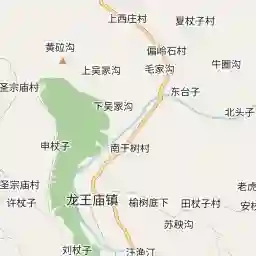 上西庄村
夏杖子村
黄砬沟
偏岭石村
毛家沟
牛圈沟
上吴家沟
圣宗庙村
东台子
下吴家沟
北头子
申杖子
南干树村
圣宗庙村
老虎
许杖子
龙王庙镇
榆树底下
田杖子村
安杖
苏秧沟
刘杖子
汪渔汀